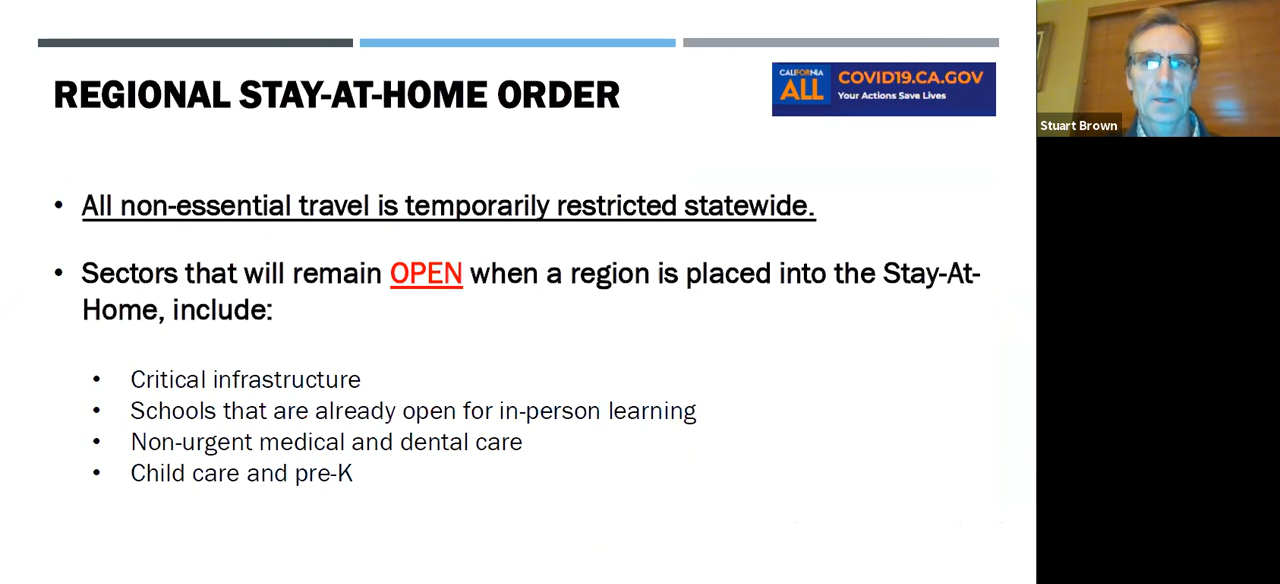 REGIONAL STAY-AT-HOME ORDER
CALIFORNIA
ALL
COVID19.CA.GOV
Your Actions Save Lives
Stuart Brown
• All non-essential travel is temporarily restricted statewide.
• Sectors that will remain OPEN when a region is placed into the Stay-At-
Home, include:
• Critical infrastructure
• Schools that are already open for in-person learning
• Non-urgent medical and dental care
• Child care and pre-K